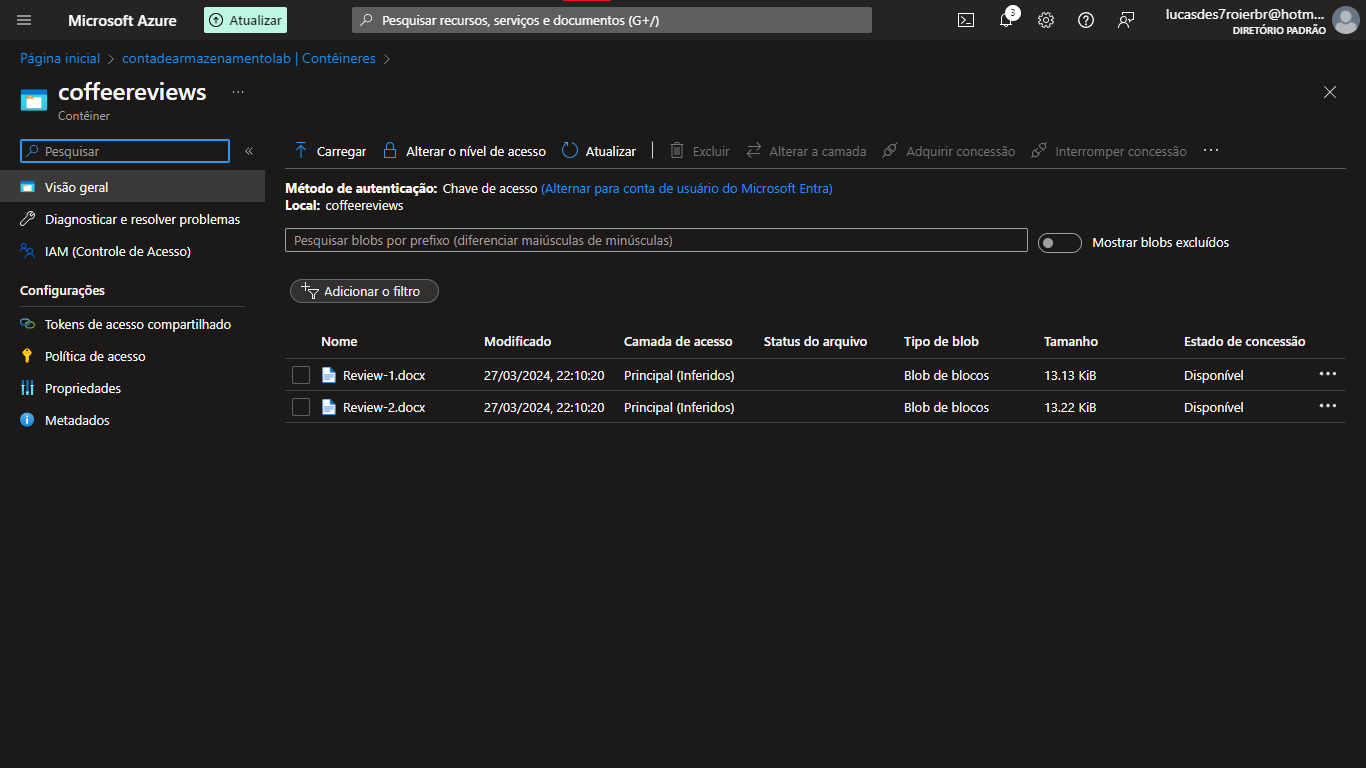 Microsoft Azure
Atualizar
Pesquisar recursos, serviços e documentos (G+/)
3
lucasdes7roierbr@hotm...
DIRETÓRIO PADRÃO
Página inicial > contadearmazenamentolab | Contêineres >
coffeereviews ...
Contêiner
Pesquisar
«
Carregar Alterar o nível de acesso Atualizar | Excluir Alterar a camada Adquirir concessão Interromper concessão ...
Visão geral
Diagnosticar e resolver problemas
IAM (Controle de Acesso)
Configurações
Tokens de acesso compartilhado
Política de acesso
Propriedades
Metadados
Método de autenticação: Chave de acesso (Alternar para conta de usuário do Microsoft Entra)
Local: coffeereviews
Pesquisar blobs por prefixo (diferenciar maiúsculas de minúsculas)
Mostrar blobs excluídos
Adicionar o filtro
Nome Modificado Camada de acesso Status do arquivo Tipo de blob Tamanho Estado de concessão
Review-1.docx 27/03/2024, 22:10:20 Principal (Inferidos) Blob de blocos 13.13 KiB Disponível ...
Review-2.docx 27/03/2024, 22:10:20 Principal (Inferidos) Blob de blocos 13.22 KiB Disponível ...